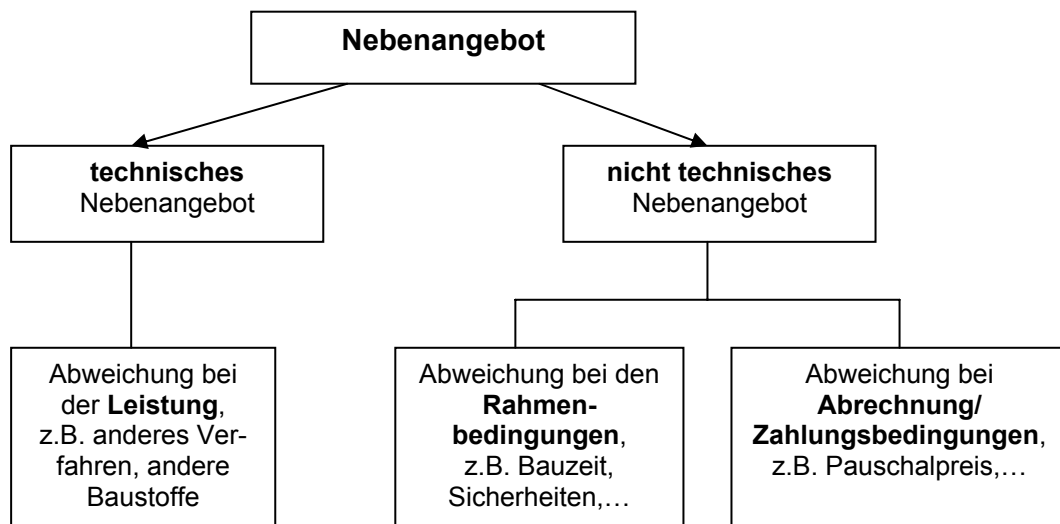 Nebenangebot
technisches
Nebenangebot
nicht technisches
Nebenangebot
Abweichung bei
der Leistung,
z.B. anderes Ver-
fahren, andere
Baustoffe
Abweichung bei den
Rahmen-
bedingungen,
z.B. Bauzeit,
Sicherheiten,…
Abweichung bei
Abrechnung/
Zahlungsbedingungen,
z.B. Pauschalpreis,…